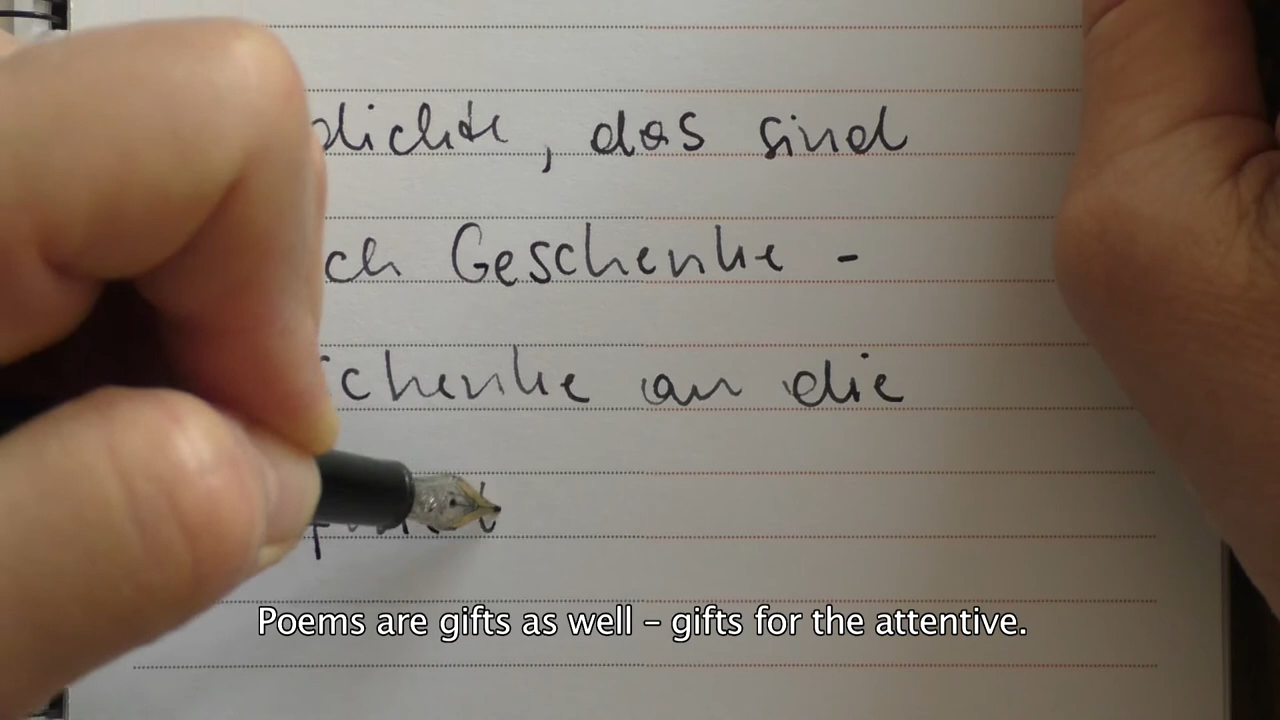 dichte, das sind
ch Geschenke -
chenke an die
Poems are gifts as well – gifts for the attentive.